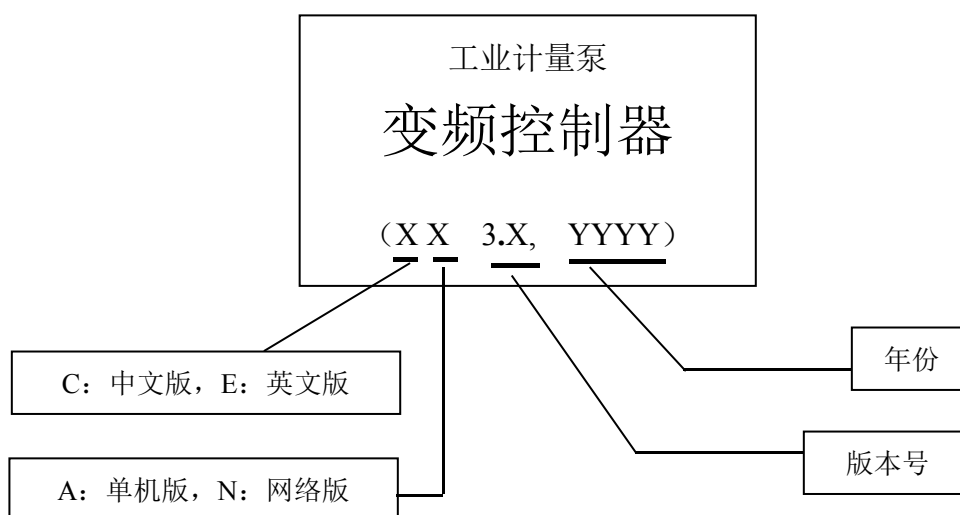 工业计量泵
变频控制器
（X X 3.X, YYYY）
年份
C：中文版，E：英文版
版本号
A：单机版，N：网络版